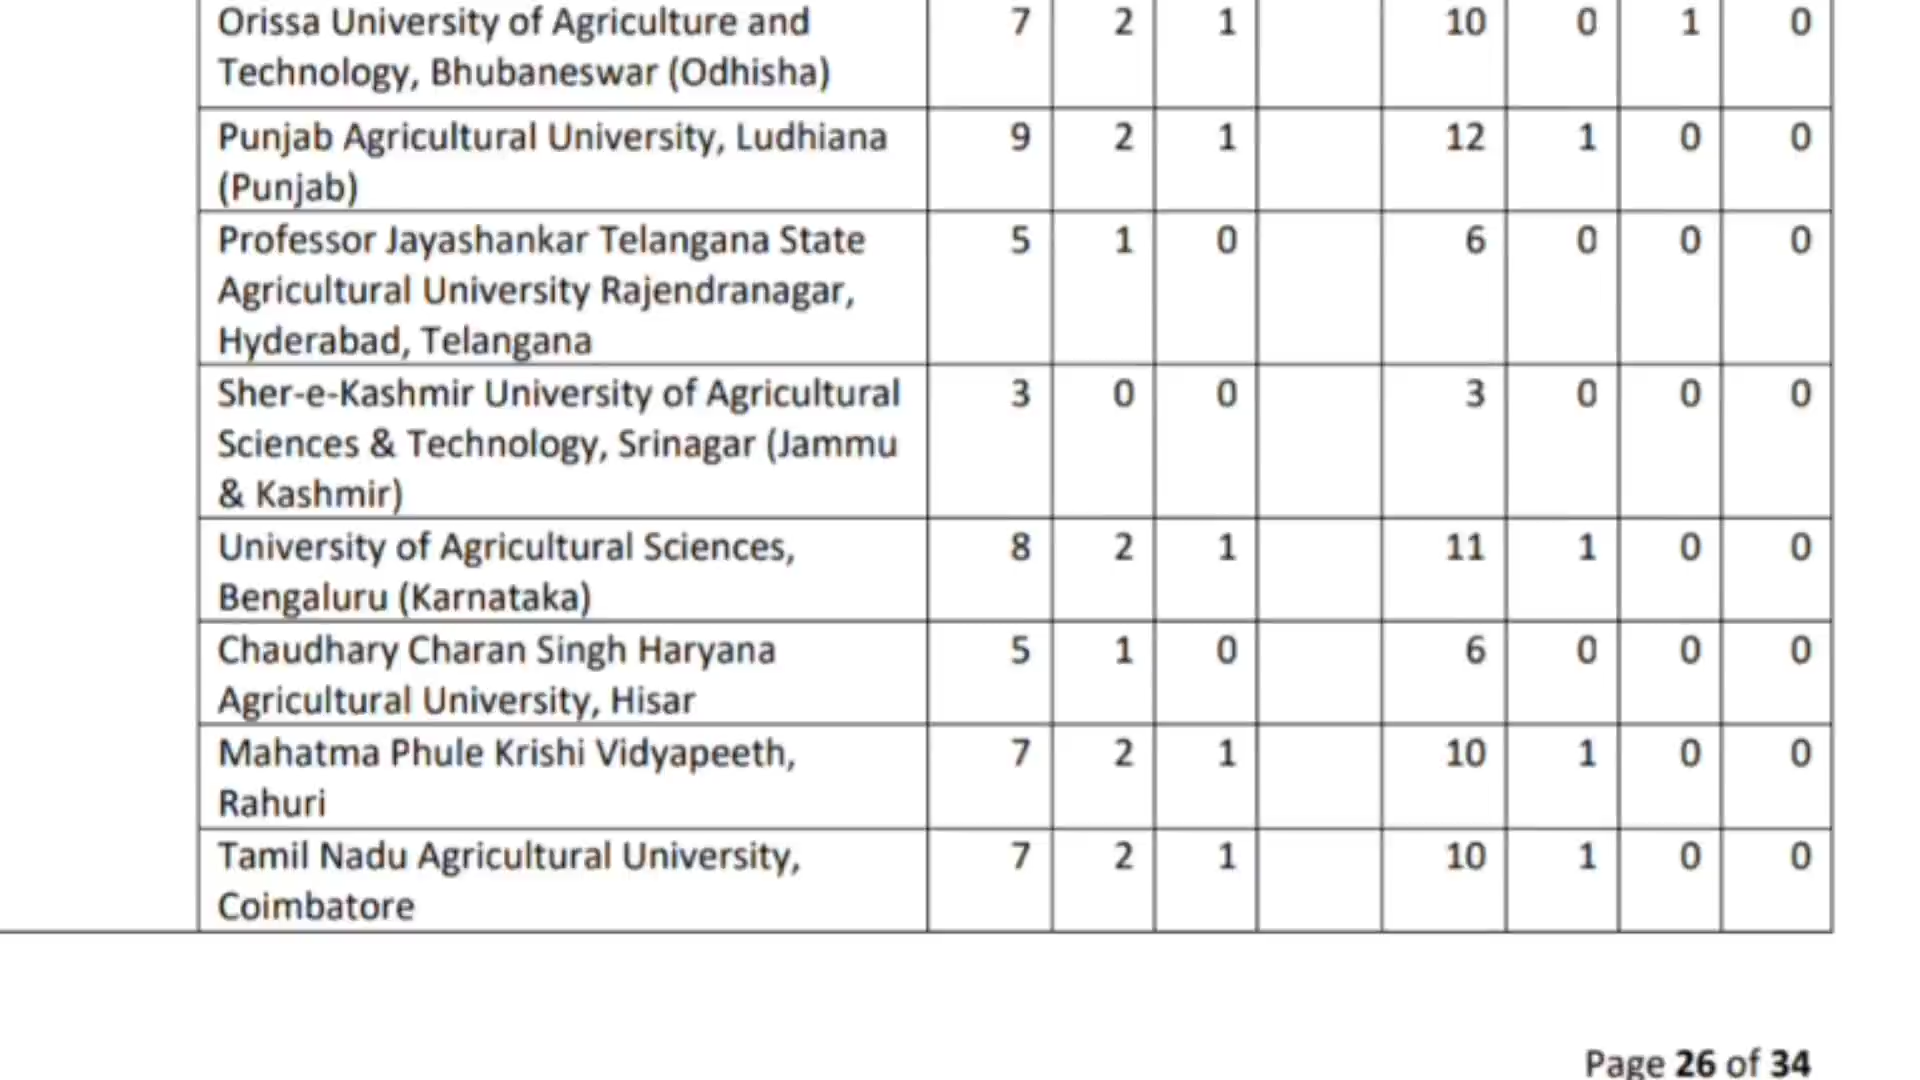 Orissa University of Agriculture and 7 2 1 10 0 1 0
Technology, Bhubaneswar (Odhisha)
Punjab Agricultural University, Ludhiana 9 2 1 12 1 0 0
(Punjab)
Professor Jayashankar Telangana State 5 1 0 6 0 0 0
Agricultural University Rajendranagar,
Hyderabad, Telangana
Sher-e-Kashmir University of Agricultural 3 0 0 3 0 0 0
Sciences & Technology, Srinagar (Jammu
& Kashmir)
University of Agricultural Sciences, 8 2 1 11 1 0 0
Bengaluru (Karnataka)
Chaudhary Charan Singh Haryana 5 1 0 6 0 0 0
Agricultural University, Hisar
Mahatma Phule Krishi Vidyapeeth, 7 2 1 10 1 0 0
Rahuri
Tamil Nadu Agricultural University, 7 2 1 10 1 0 0
Coimbatore
Page 26 of 34